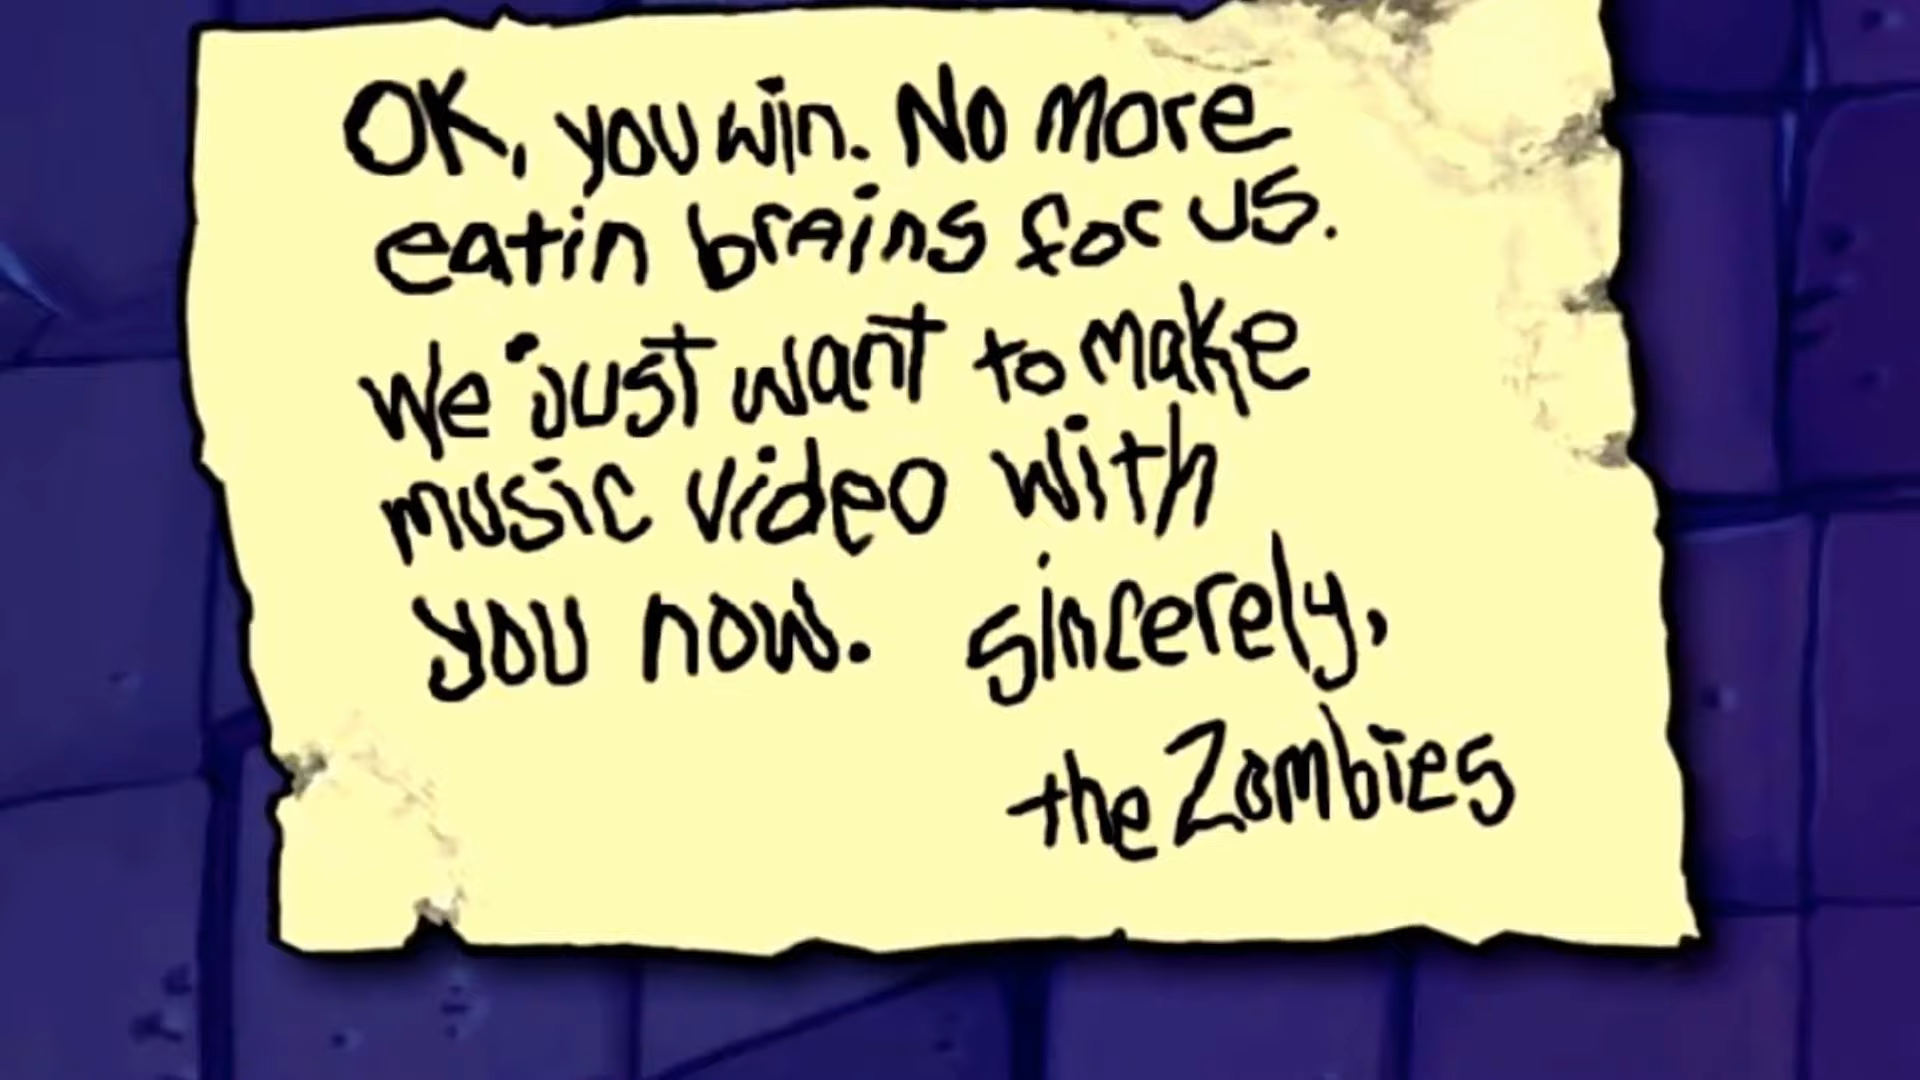 OK, you win. No more
eatin brains for us.
We just want to make
music video with
you now. sincerely,
the Zombies